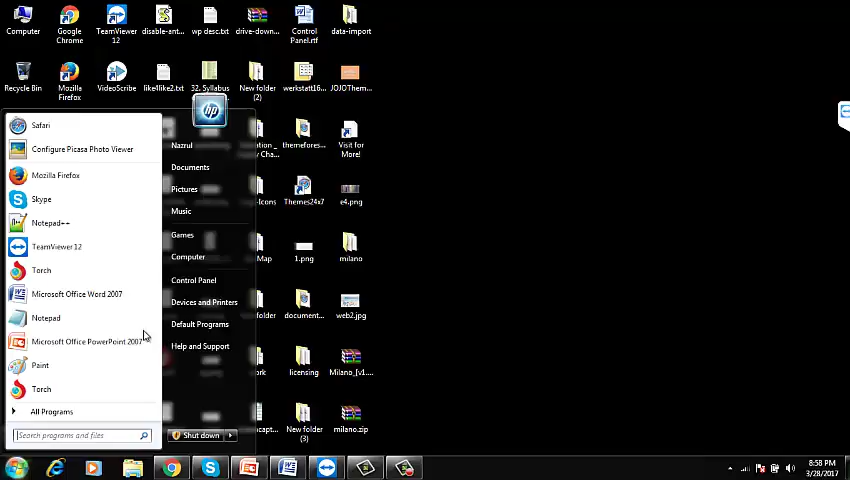 Computer
Google
Chrome
TeamViewer
12
disable-ant...
wp desc.txt
drive-down...
Control
Panel.rtf
data-import
Recycle Bin
Mozilla
Firefox
VideoScribe
like4like2.txt
32. Syllabus
New folder
(2)
werkstatt16...
JOJOThem...
hp
Safari
Configure Picasa Photo Viewer
Mozilla Firefox
Skype
Notepad++
TeamViewer 12
Torch
Microsoft Office Word 2007
Notepad
Microsoft Office PowerPoint 2007
Paint
Torch
All Programs
Search programs and files
Nazrul
Documents
Pictures
Music
Games
Computer
Control Panel
Devices and Printers
Default Programs
Help and Support
Shut down
themefores...
Visit for
More!
-Icons
Themes24x7
e4.png
Map
1.png
milano
document...
web2.jpg
licensing
Milano_[v1....
New folder
(3)
milano.zip
8:58 PM
3/28/2017